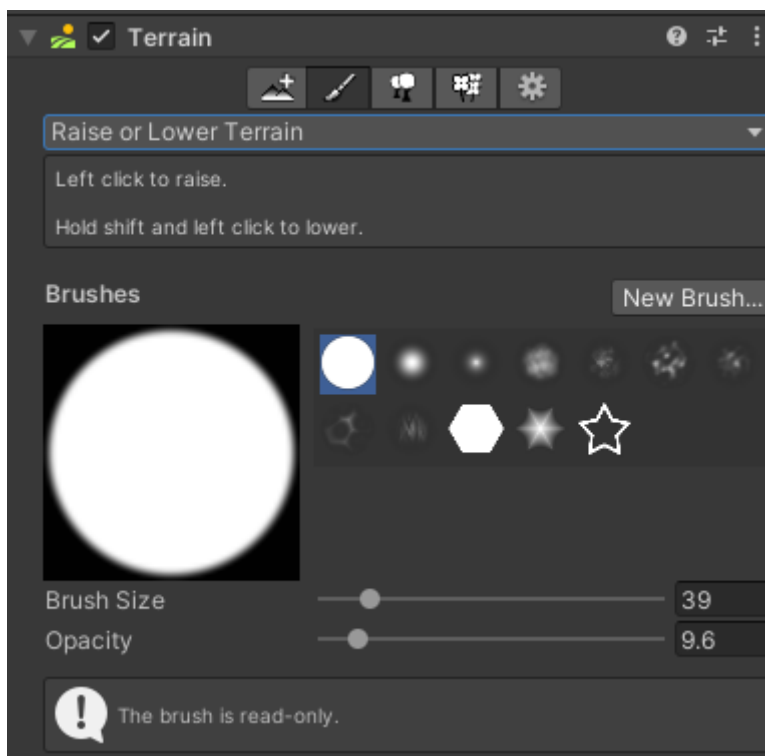 Terrain
Raise or Lower Terrain
Left click to raise.
Hold shift and left click to lower.
Brushes
New Brush...
Brush Size
39
Opacity
9.6
The brush is read-only.